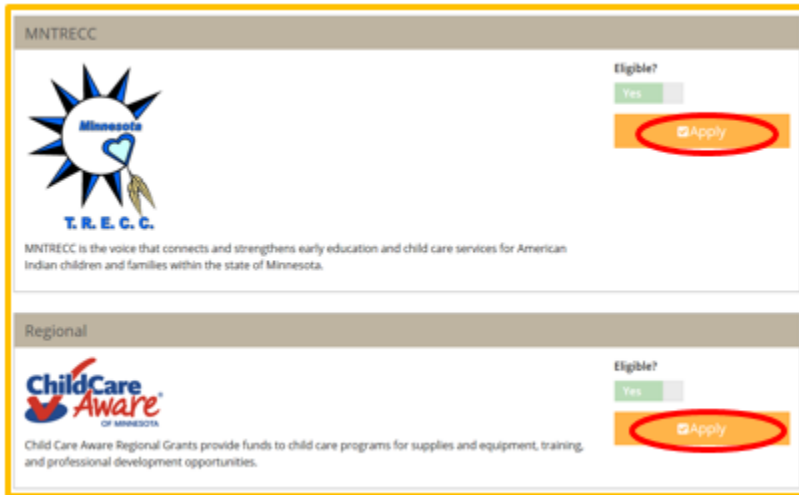 MNTRECC
Eligible?
Yes
Apply
Minnesota
T. R. E. C. C.
MNTRECC is the voice that connects and strengthens early education and child care services for American
Indian children and families within the state of Minnesota.
Regional
Eligible?
Yes
Apply
ChildCare
Aware
OF MINNESOTA
Child Care Aware Regional Grants provide funds to child care programs for supplies and equipment, training,
and professional development opportunities.